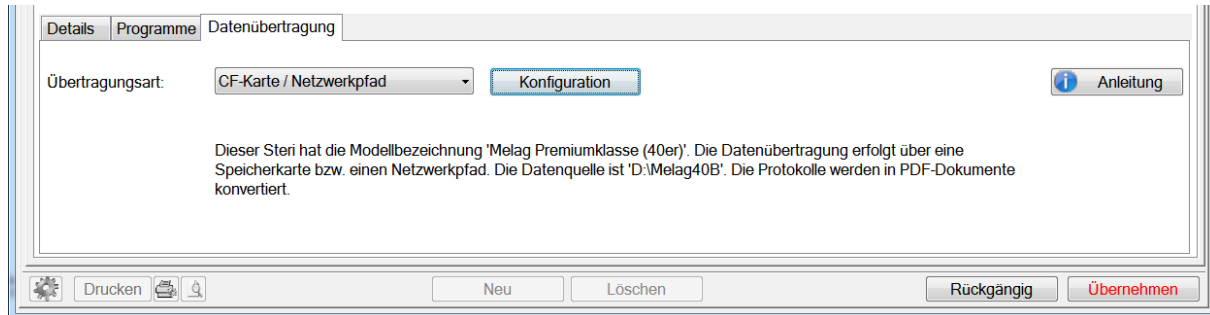 Details Programme Datenübertragung
Übertragungsart: CF-Karte / Netzwerkpfad Konfiguration Anleitung
Dieser Steri hat die Modellbezeichnung 'Melag Premiumklasse (40er)'. Die Datenübertragung erfolgt über eine
Speicherkarte bzw. einen Netzwerkpfad. Die Datenquelle ist 'D:\Melag40B'. Die Protokolle werden in PDF-Dokumente
konvertiert.
Drucken Neu Löschen Rückgängig Übernehmen